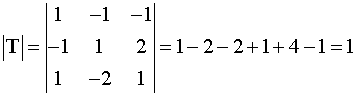 1 −1 −1
|T| = |−1 1 2| = 1 − 2 − 2 + 1 + 4 − 1 = 1
1 −2 1